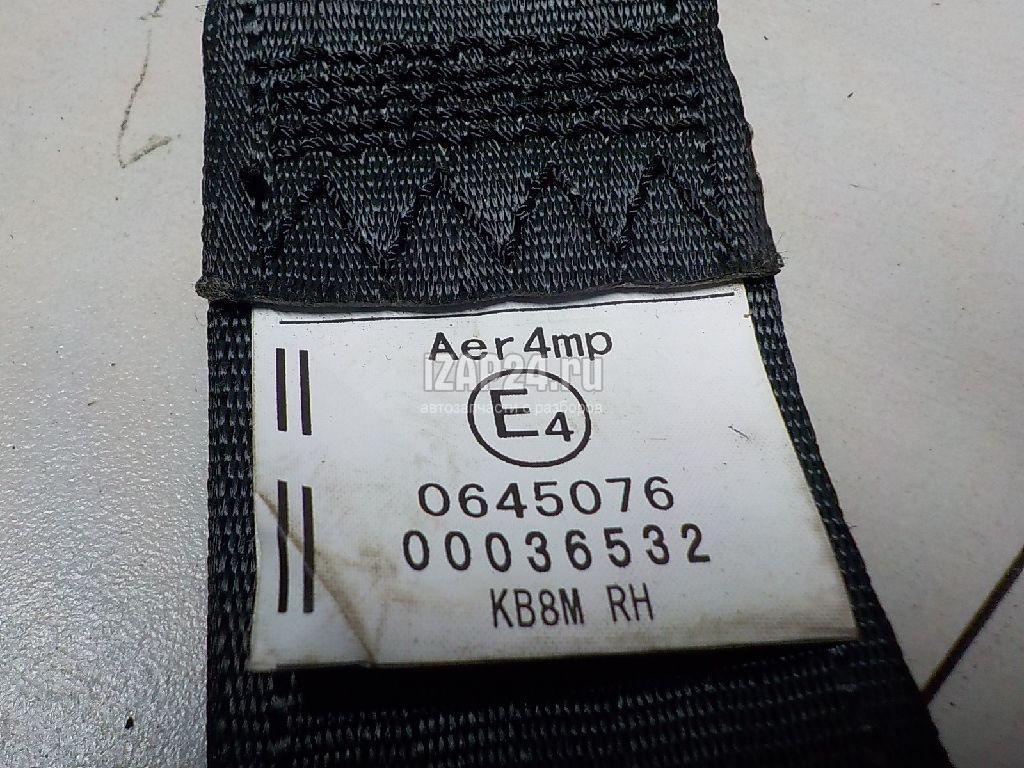 Aer4mp
IZAP24.ru
автозапчасти с разборов
E4
0645076
00036532
KB8M RH